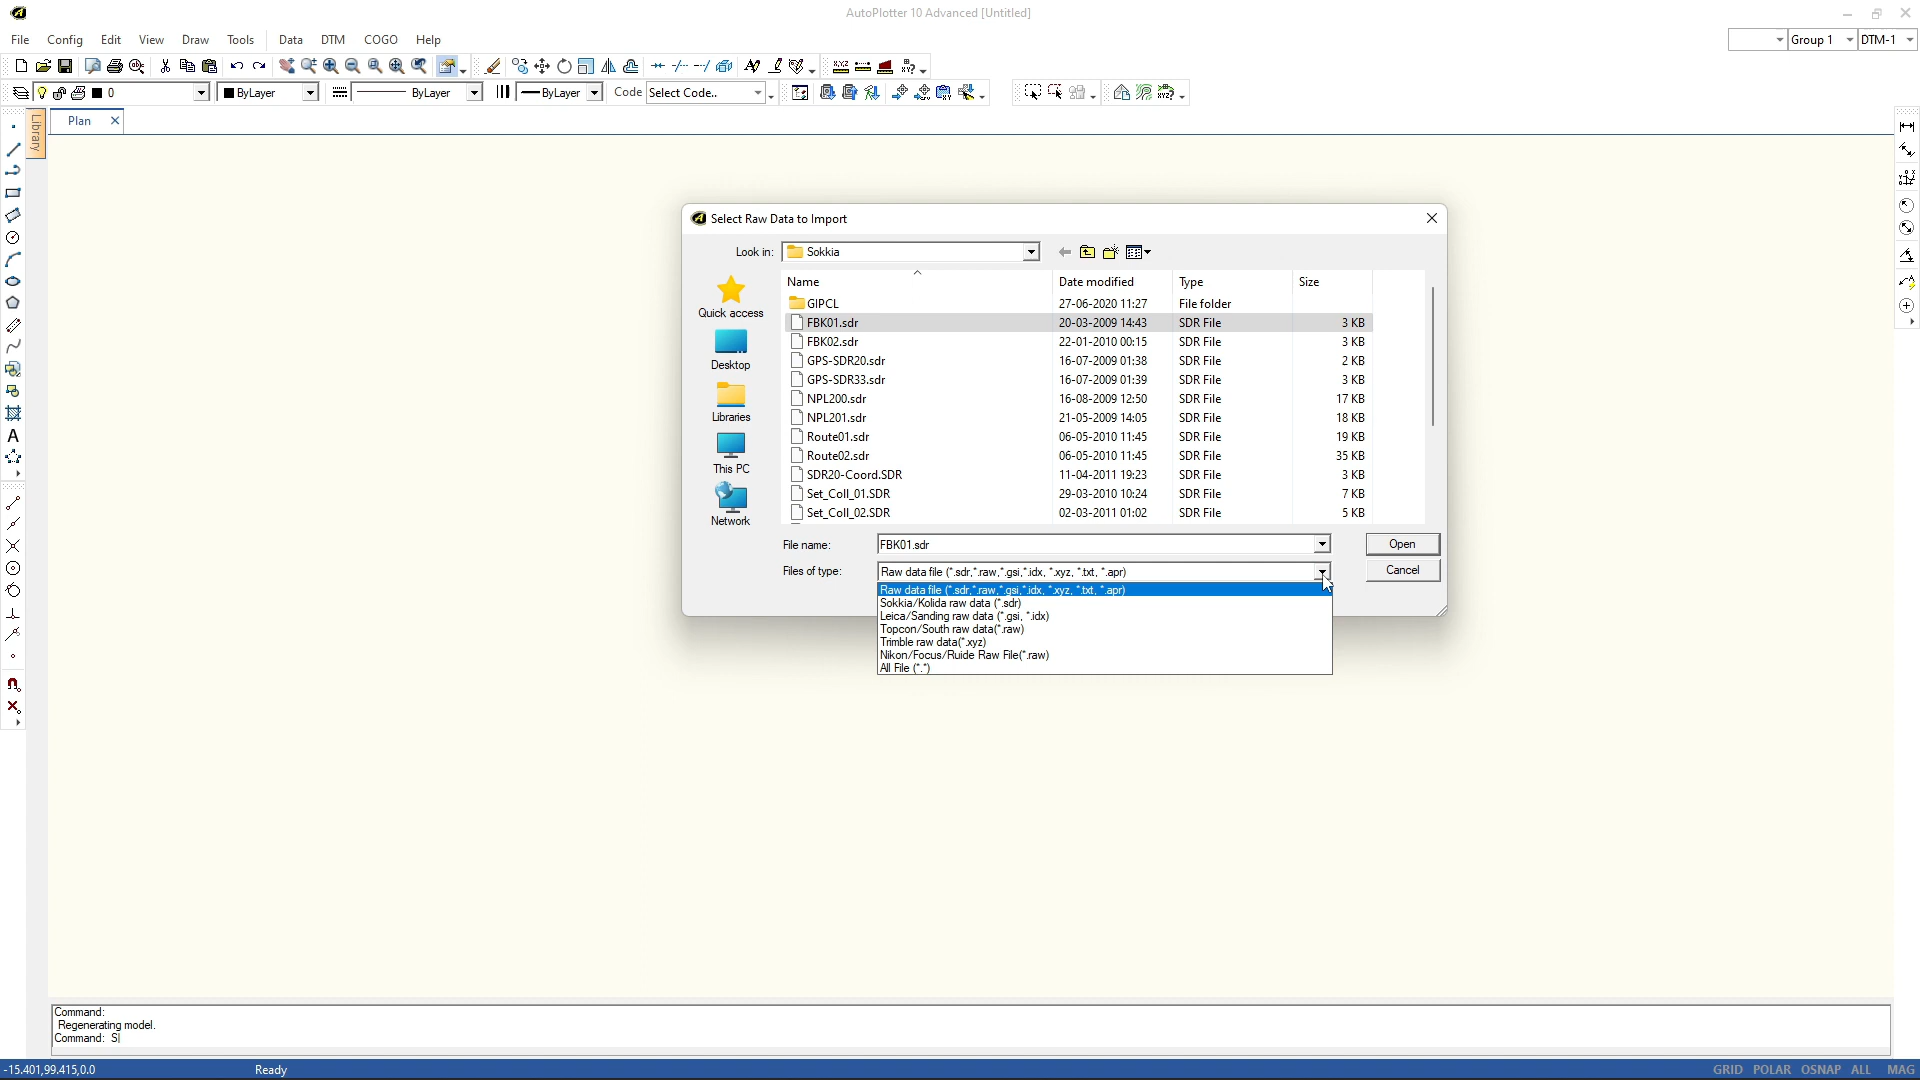 AutoPlotter 10 Advanced [Untitled]
File Config Edit View Draw Tools Data DTM COGO Help
Group 1 DTM-1
0 ByLayer ByLayer ByLayer Code Select Code..
Library
Plan
Select Raw Data to Import
Look in: Sokkia
Quick access
Desktop
Libraries
This PC
Network
Name Date modified Type Size
GIPCL 27-06-2020 11:27 File folder
FBK01.sdr 20-03-2009 14:43 SDR File 3 KB
FBK02.sdr 22-01-2010 00:15 SDR File 3 KB
GPS-SDR20.sdr 16-07-2009 01:38 SDR File 2 KB
GPS-SDR33.sdr 16-07-2009 01:39 SDR File 3 KB
NPL200.sdr 16-08-2009 12:50 SDR File 17 KB
NPL201.sdr 21-05-2009 14:05 SDR File 18 KB
Route01.sdr 06-05-2010 11:45 SDR File 19 KB
Route02.sdr 06-05-2010 11:45 SDR File 35 KB
SDR20-Coord.SDR 11-04-2011 19:23 SDR File 3 KB
Set_Coll_01.SDR 29-03-2010 10:24 SDR File 7 KB
Set_Coll_02.SDR 02-03-2011 01:02 SDR File 5 KB
File name: FBK01.sdr Open
Files of type: Raw data file (*.sdr,*.raw,*.gsi,*.idx, *.xyz, *.txt, *.apr) Cancel
Raw data file (*.sdr,*.raw,*.gsi,*.idx, *.xyz, *.txt, *.apr)
Sokkia/Kolida raw data (*.sdr)
Leica/Sanding raw data (*.gsi, *.idx)
Topcon/South raw data(*.raw)
Trimble raw data(*.xyz)
Nikon/Focus/Ruide Raw File(*.raw)
All File (*.*)
Command:
Regenerating model.
Command: S
-15.401,99.415,0.0 Ready GRID POLAR OSNAP ALL MAG